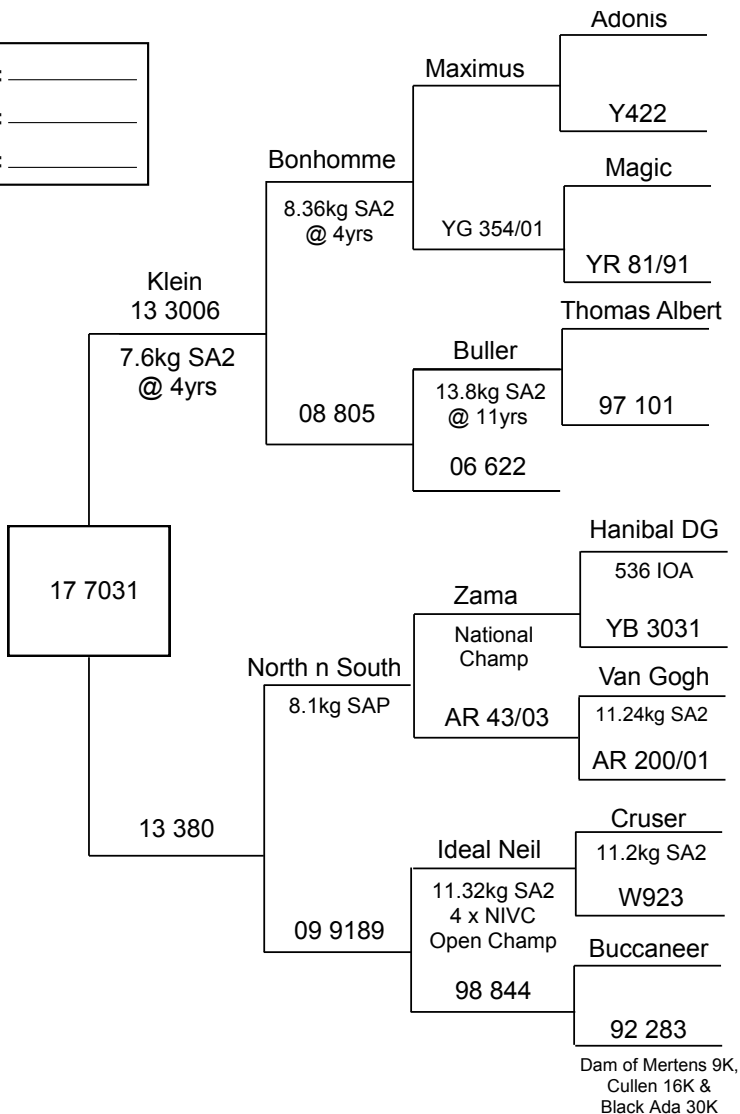 : ____________
: ____________
: ____________
Adonis
Maximus
Y422
Bonhomme
Magic
8.36kg SA2
@ 4yrs
YG 354/01
YR 81/91
Klein
13 3006
Thomas Albert
7.6kg SA2
@ 4yrs
Buller
13.8kg SA2
@ 11yrs
97 101
08 805
06 622
17 7031
Hanibal DG
536 IOA
Zama
YB 3031
National
Champ
North n South
Van Gogh
8.1kg SAP
AR 43/03
11.24kg SA2
AR 200/01
13 380
Cruser
Ideal Neil
11.2kg SA2
11.32kg SA2
4 x NIVC
Open Champ
W923
09 9189
Buccaneer
98 844
92 283
Dam of Mertens 9K,
Cullen 16K &
Black Ada 30K